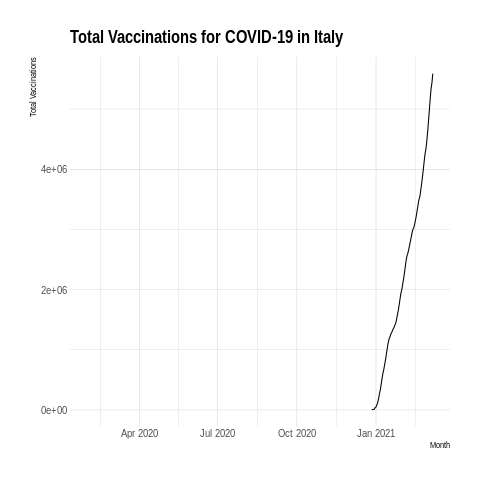 Total Vaccinations for COVID-19 in Italy
Total Vaccinations
4e+06
2e+06
0e+00
Apr 2020 Jul 2020 Oct 2020 Jan 2021
Month